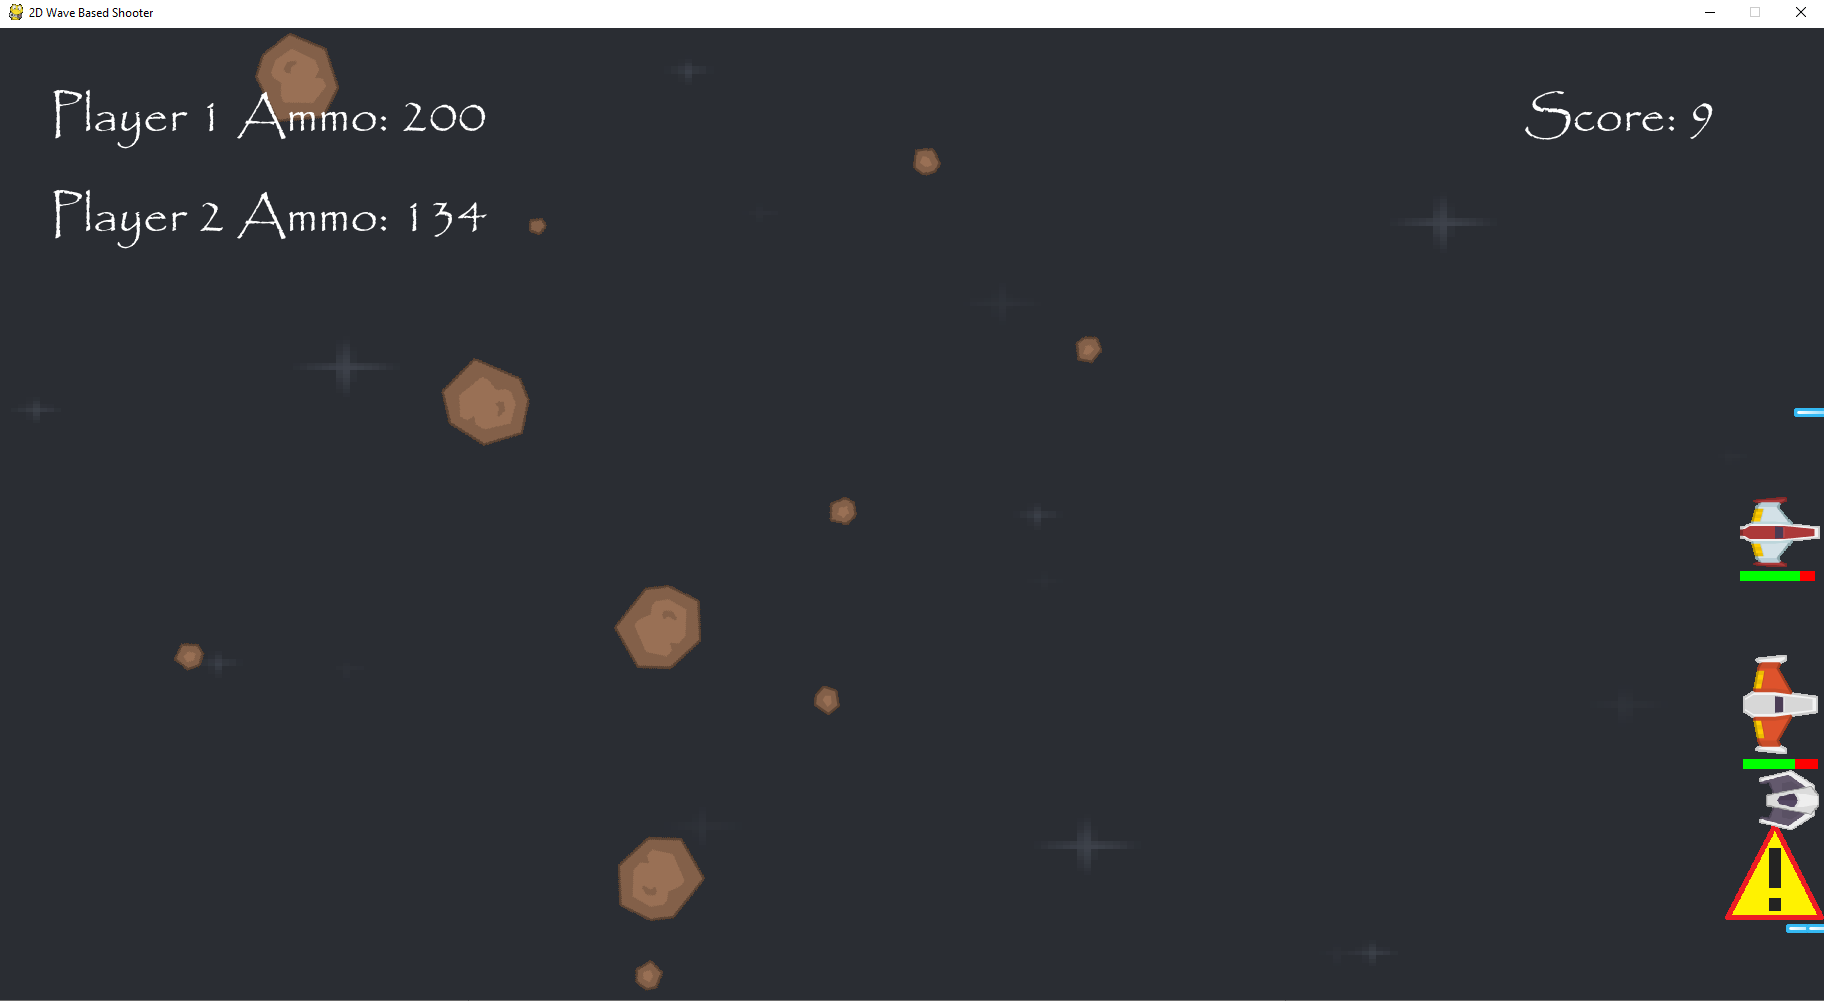 2D Wave Based Shooter
Player 1 Ammo: 200
Score: 9
Player 2 Ammo: 134
!